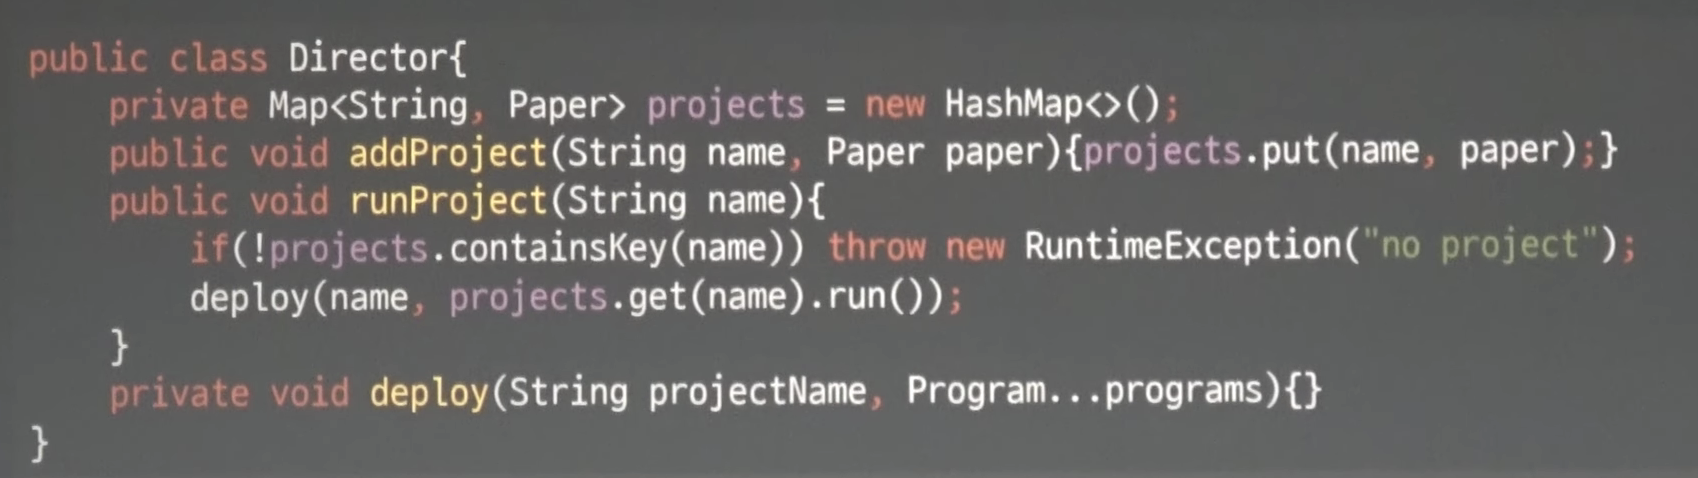 public class Director{
    private Map<String, Paper> projects = new HashMap<>();
    public void addProject(String name, Paper paper){projects.put(name, paper);}
    public void runProject(String name){
        if(!projects.containsKey(name)) throw new RuntimeException("no project");
        deploy(name, projects.get(name).run());
    }
    private void deploy(String projectName, Program...programs){}
}